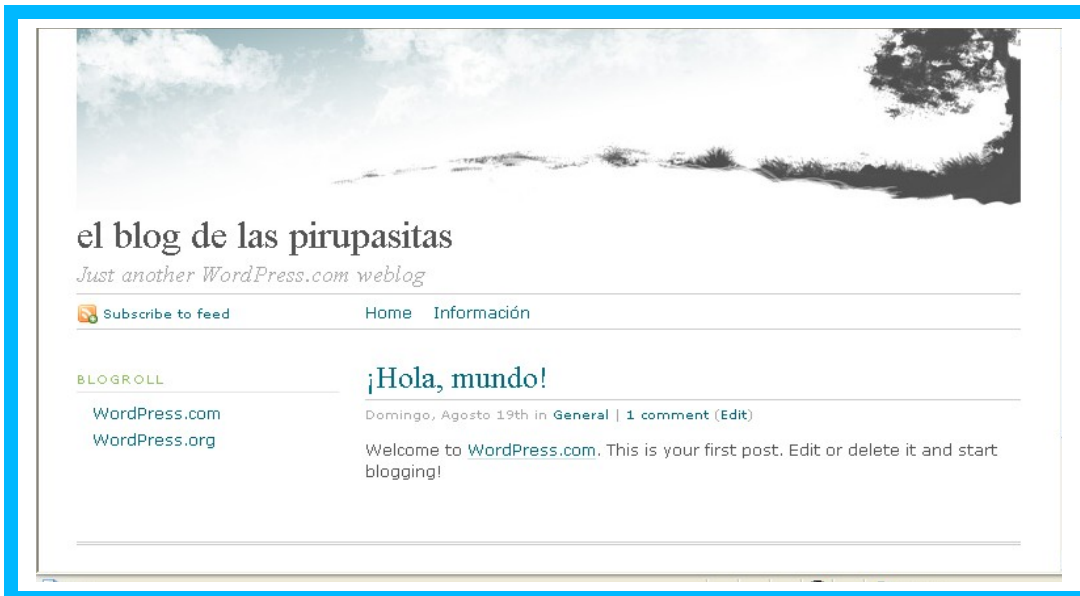 el blog de las pirupasitas
Just another WordPress.com weblog
Subscribe to feed
Home Información
BLOGROLL
WordPress.com
WordPress.org
¡Hola, mundo!
Domingo, Agosto 19th in General | 1 comment (Edit)
Welcome to WordPress.com. This is your first post. Edit or delete it and start
blogging!